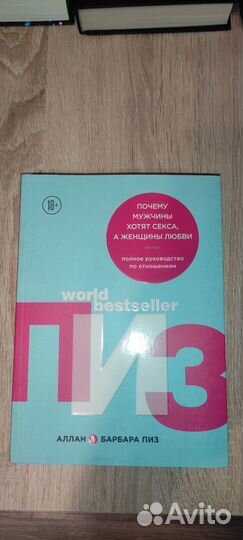 18+
ПОЧЕМУ
МУЖЧИНЫ
ХОТЯТ СЕКСА,
А ЖЕНЩИНЫ ЛЮБВИ
ПОЛНОЕ РУКОВОДСТВО
ПО ОТНОШЕНИЯМ
world
bestseller
ПИЗ
АЛЛАН БАРБАРА ПИЗ
Avito